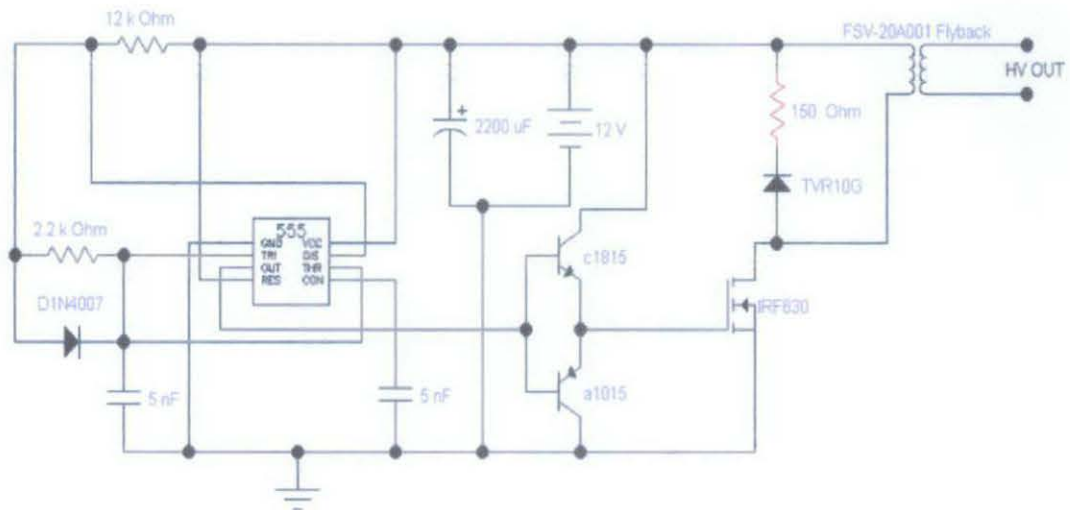 12 k Ohm
FSV-20A001 Flyback
HV OUT
+
2200 uF
12 V
150 Ohm
TVR10G
2.2 k Ohm
555
GND VCC
TRI DIS
OUT THR
RES CON
c1815
D1N4007
IRF630
5 nF
5 nF
a1015